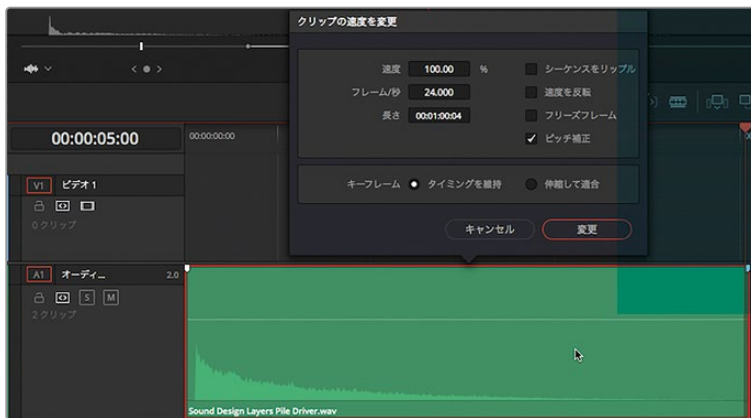 クリップの速度を変更
速度 100.00 %
シーケンスをリップル
フレーム/秒 24.000
速度を反転
長さ 00:01:00:04
フリーズフレーム
ピッチ補正
キーフレーム タイミングを維持 伸縮して適合
キャンセル 変更
00:00:05:00
00:00:00:00
V1 ビデオ 1
0 クリップ
A1 オーディ... 2.0
S M
2 クリップ
Sound Design Layers Pile Driver.wav